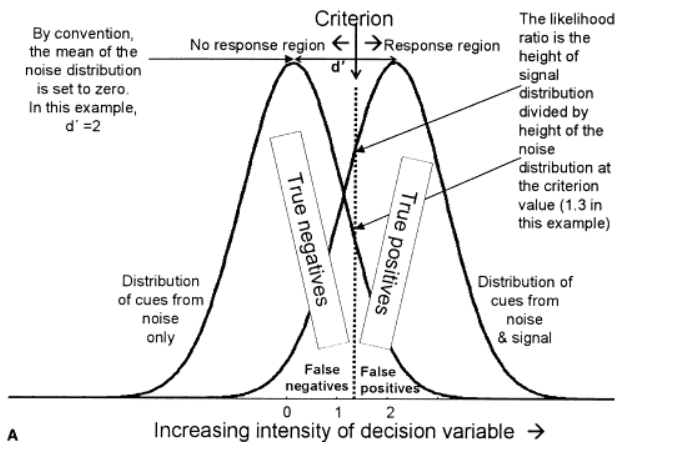 Criterion
No response region ← → Response region
d'
By convention,
the mean of the
noise distribution
is set to zero.
In this example,
d´ =2
The likelihood
ratio is the
height of
signal
distribution
divided by
height of the
noise
distribution at
the criterion
value (1.3 in
this example)
True negatives
True positives
Distribution
of cues from
noise
only
Distribution of
cues from
noise
& signal
False
negatives
False
positives
0 1 2
A
Increasing intensity of decision variable →